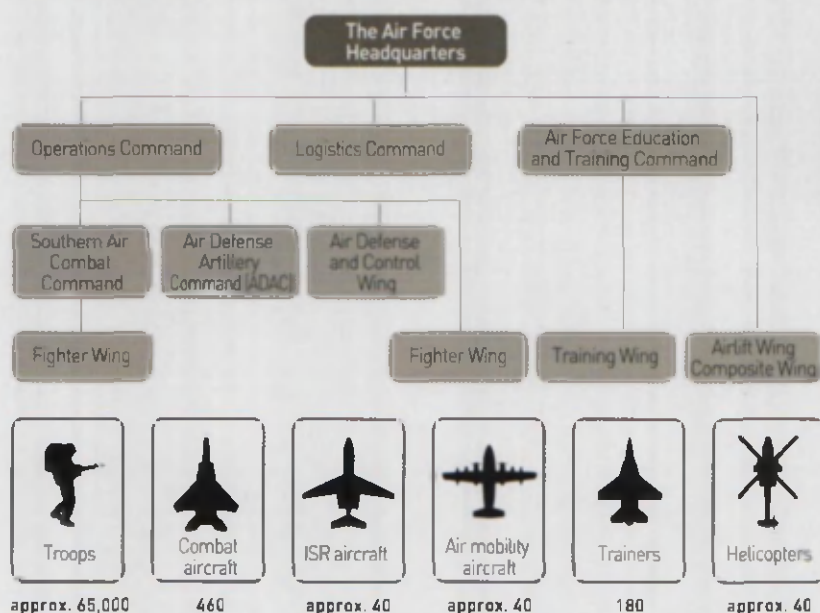 The Air Force
Headquarters
Operations Command
Logistics Command
Air Force Education
and Training Command
Southern Air
Combat
Command
Air Defense
Artillery
Command (ADAC)
Air Defense
and Control
Wing
Fighter Wing
Fighter Wing
Training Wing
Airlift Wing
Composite Wing
Troops
Combat
aircraft
ISR aircraft
Air mobility
aircraft
Trainers
Helicopters
approx. 65,000
460
approx. 40
approx. 40
180
approx. 40